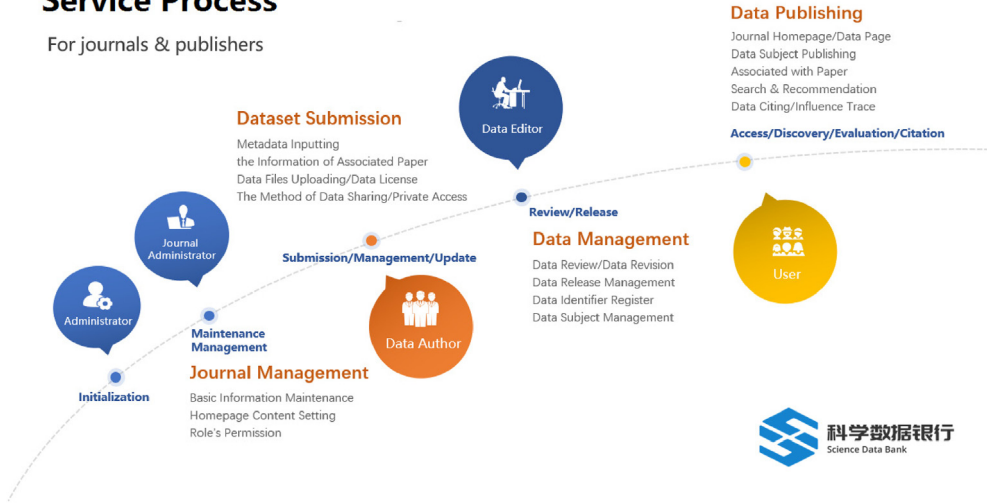 Service Process
For journals & publishers
Administrator
Initialization
Journal
Administrator
Maintenance
Management
Journal Management
Basic Information Maintenance
Homepage Content Setting
Role's Permission
Dataset Submission
Metadata Inputting
the Information of Associated Paper
Data Files Uploading/Data License
The Method of Data Sharing/Private Access
Submission/Management/Update
Data Author
Data Editor
Review/Release
Data Management
Data Review/Data Revision
Data Release Management
Data Identifier Register
Data Subject Management
Data Publishing
Journal Homepage/Data Page
Data Subject Publishing
Associated with Paper
Search & Recommendation
Data Citing/Influence Trace
Access/Discovery/Evaluation/Citation
User
科学数据银行
Science Data Bank